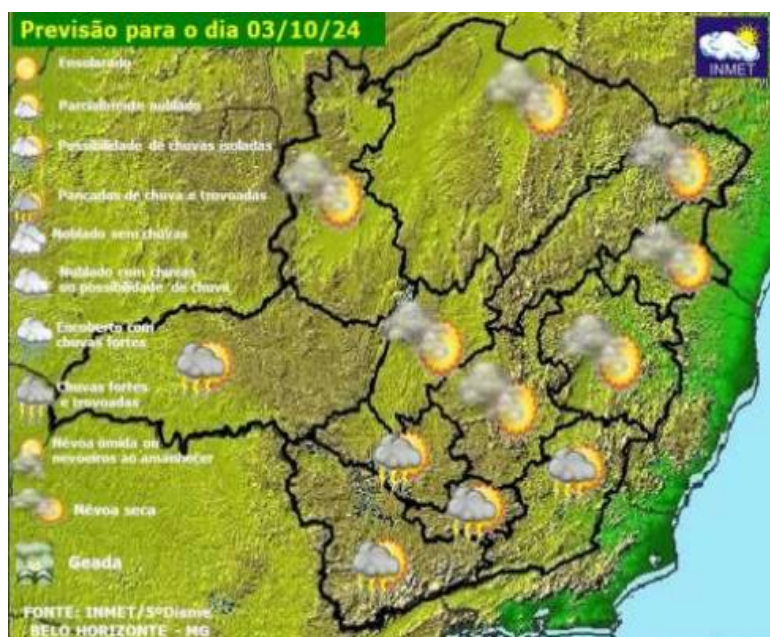 Previsão para o dia 03/10/24
INMET
Ensolarado
Parcialmente nublado
Possibilidade de chuvas isoladas
Pancadas de chuva e trovoadas
Nublado sem chuvas
Nublado com chuvas
ou possibilidade de chuva
Encoberto com
chuvas fortes
Chuvas fortes
e trovoadas
Névoa úmida ou
nevoeiros ao amanhecer
Névoa seca
Geada
FONTE: INMET/5ºDisme
BELO HORIZONTE - MG